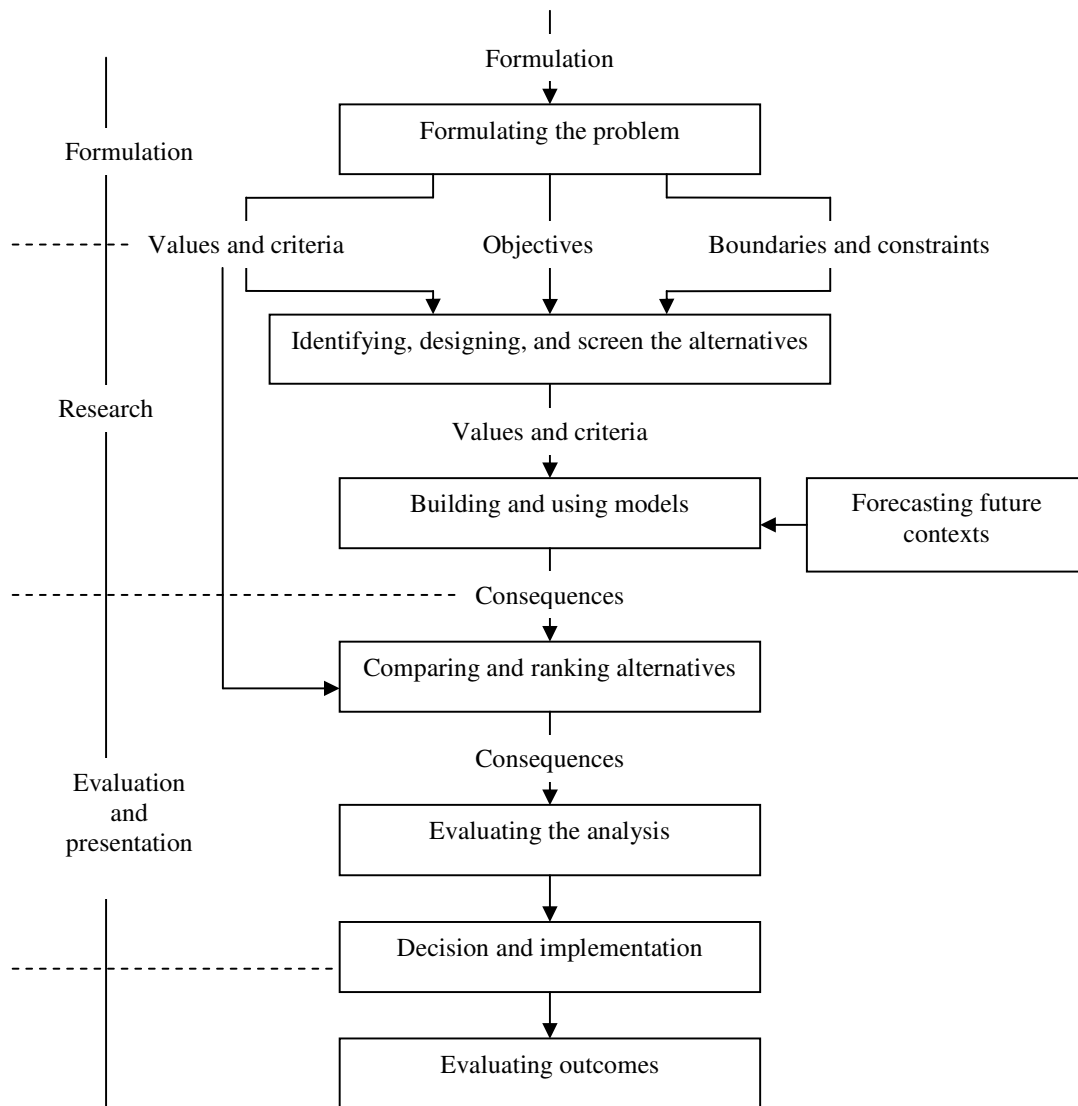 Formulation
Formulating the problem
Formulation
Values and criteria
Objectives
Boundaries and constraints
Identifying, designing, and screen the alternatives
Research
Values and criteria
Building and using models
Forecasting future
contexts
Consequences
Comparing and ranking alternatives
Consequences
Evaluation
and
presentation
Evaluating the analysis
Decision and implementation
Evaluating outcomes